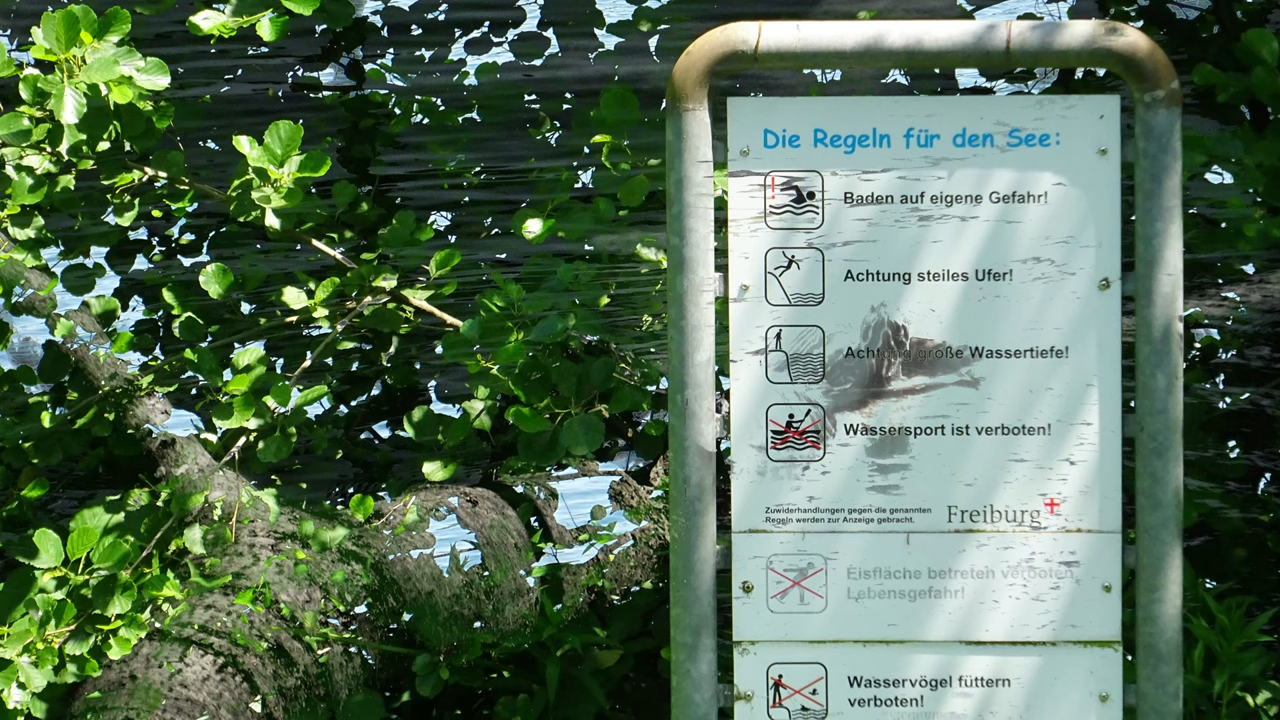 Die Regeln für den See:
Baden auf eigene Gefahr!
Achtung steiles Ufer!
Achtung große Wassertiefe!
Wassersport ist verboten!
Zuwiderhandlungen gegen die genannten
Regeln werden zur Anzeige gebracht.
Freiburg
Eisfläche betreten verboten
Lebensgefahr!
Wasservögel füttern
verboten!